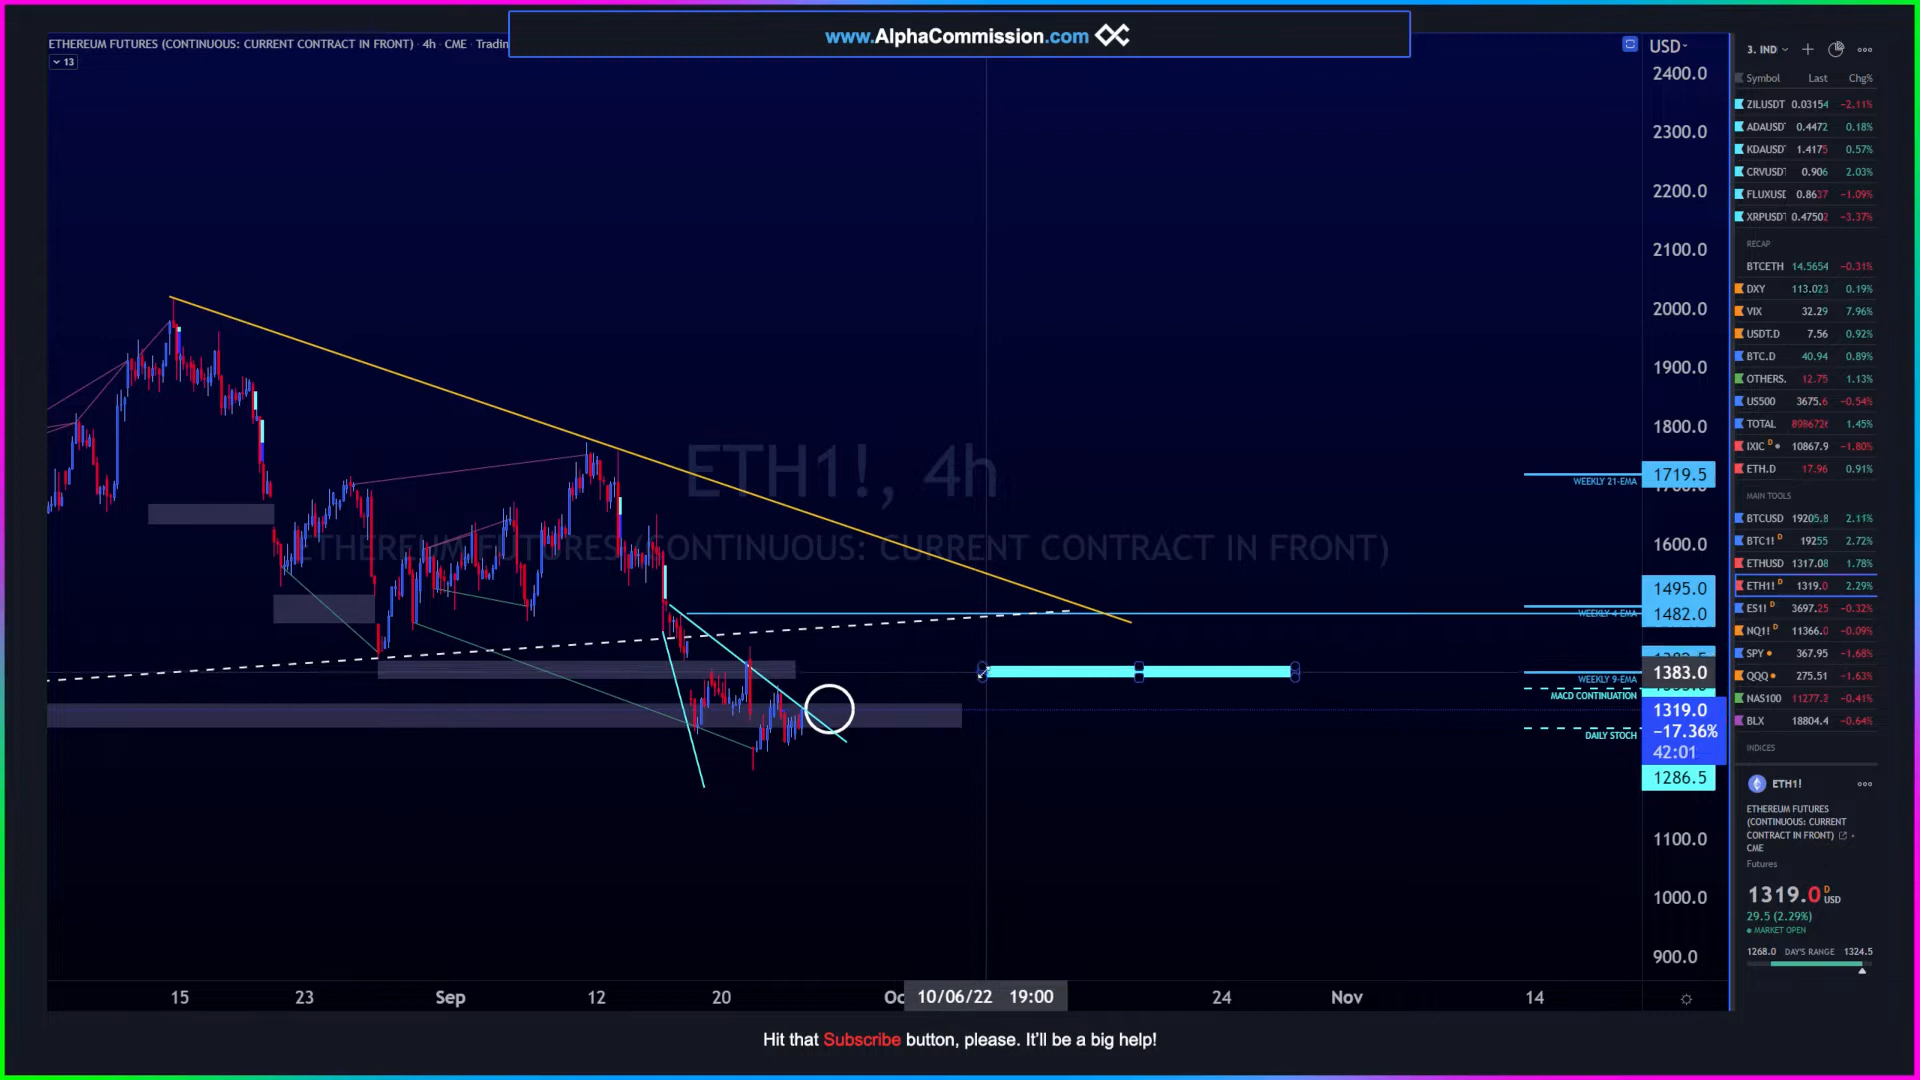 www.AlphaCommission.com
ETHEREUM FUTURES (CONTINUOUS: CURRENT CONTRACT IN FRONT) · 4h · CME
13
ETH1!, 4h
ETHEREUM FUTURES (CONTINUOUS: CURRENT CONTRACT IN FRONT)
USD
2400.0
2300.0
2200.0
2100.0
2000.0
1900.0
1800.0
WEEKLY 21-EMA 1719.5
1600.0
1495.0
WEEKLY 4-EMA 1482.0
1383.0
WEEKLY 9-EMA
MACD CONTINUATION
1319.0
−17.36%
DAILY STOCH
42:01
1286.5
1100.0
1000.0
900.0
15 23 Sep 12 20 10/06/22 19:00 24 Nov 14
3. IND
Symbol Last Chg%
ZILUSDT 0.03154 −2.11%
ADAUSD 0.4472 0.18%
KDAUSD 1.4175 0.57%
CRVUSD 0.906 2.03%
FLUXUSD 0.8637 −1.09%
XRPUSD 0.47502 −3.37%
RECAP
BTCETH 14.5654 −0.31%
DXY 113.023 0.19%
VIX 32.29 7.96%
USDT.D 7.56 0.92%
BTC.D 40.94 0.89%
OTHERS. 12.75 1.13%
US500 3675.6 −0.54%
TOTAL 1.45%
IXIC D 10867.9 −1.80%
ETH.D 17.96 0.91%
MAIN TOOLS
BTCUSD 19205.8 2.11%
BTC1! D 19255 2.72%
ETHUSD 1317.08 1.78%
ETH1! D 1319.0 2.29%
ES1! D 3697.25 −0.32%
NQ1! D 11366.0 −0.09%
SPY 367.95 −1.68%
QQQ 275.51 −1.63%
NAS100 11277.3 −0.41%
BLX 18804.4 −0.64%
INDICES
ETH1!
ETHEREUM FUTURES
(CONTINUOUS: CURRENT
CONTRACT IN FRONT)
CME
Futures
1319.0 D USD
29.5 (2.29%)
MARKET OPEN
1268.0 DAY'S RANGE 1324.5
Hit that Subscribe button, please. It'll be a big help!